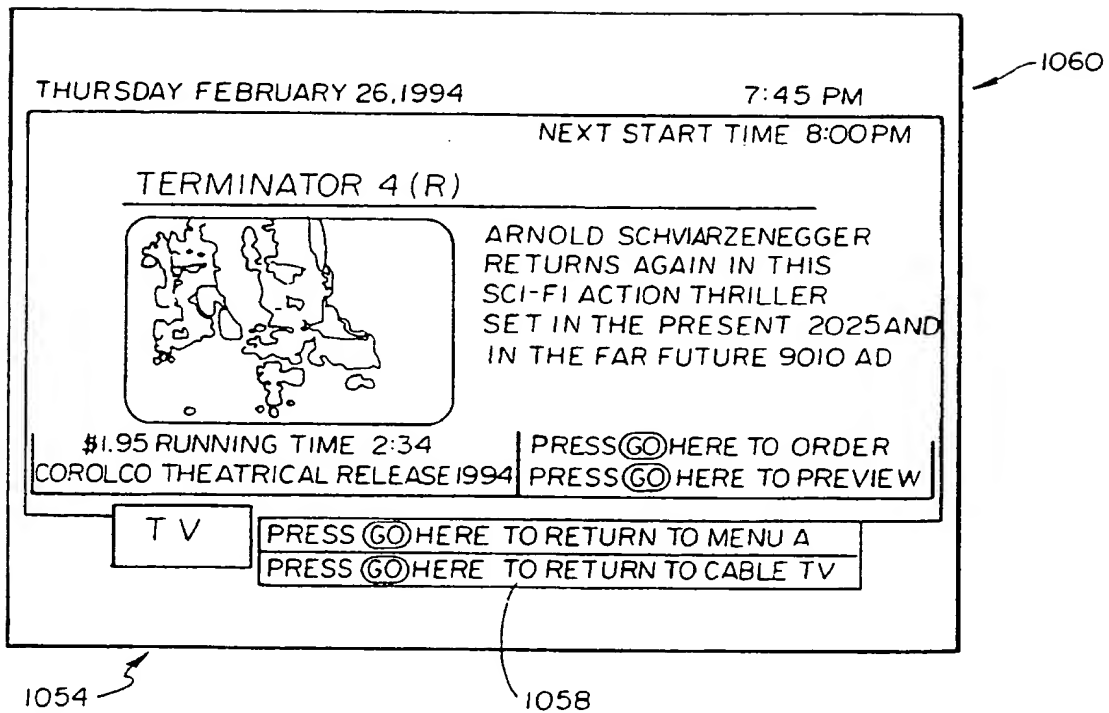 1060
THURSDAY FEBRUARY 26,1994 7:45 PM
NEXT START TIME 8:00PM
TERMINATOR 4 (R)
ARNOLD SCHVIARZENEGGER
RETURNS AGAIN IN THIS
SCI-FI ACTION THRILLER
SET IN THE PRESENT 2025AND
IN THE FAR FUTURE 9010 AD
$1.95 RUNNING TIME 2:34
COROLCO THEATRICAL RELEASE 1994
PRESS GO HERE TO ORDER
PRESS GO HERE TO PREVIEW
TV
PRESS GO HERE TO RETURN TO MENU A
PRESS GO HERE TO RETURN TO CABLE TV
1054
1058